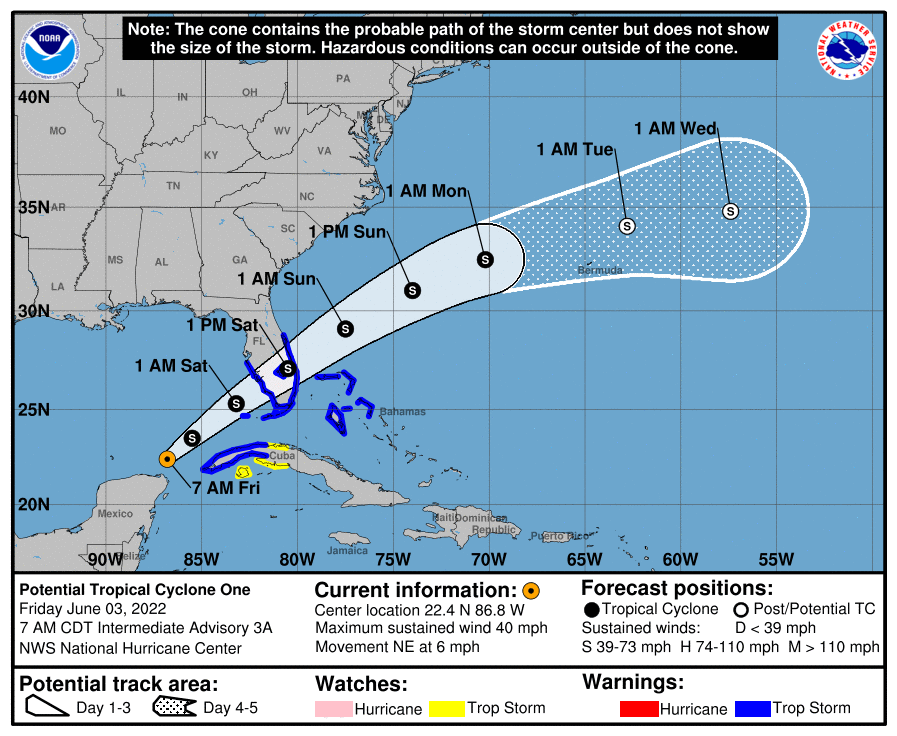 Note: The cone contains the probable path of the storm center but does not show
the size of the storm. Hazardous conditions can occur outside of the cone.
NOAA
NATIONAL WEATHER SERVICE
PA
NJ
40N
IL
IN
OH
DE
MO
WV
1 AM Wed
KY
VA
1 AM Tue
TN
NC
1 AM Mon
35N
AR
SC
1 PM Sun
MS
AL
GA
1 AM Sun
Bermuda
LA
30N
1 PM Sat
FL
1 AM Sat
25N
Bahamas
Cuba
7 AM Fri
20N
Mexico
Haiti
Dominican
Republic
Puerto Rico
Jamaica
Belize
90W 85W 80W 75W 70W 65W 60W 55W
Potential Tropical Cyclone One
Friday June 03, 2022
7 AM CDT Intermediate Advisory 3A
NWS National Hurricane Center
Current information:
Center location 22.4 N 86.8 W
Maximum sustained wind 40 mph
Movement NE at 6 mph
Forecast positions:
Tropical Cyclone Post/Potential TC
Sustained winds: D < 39 mph
S 39-73 mph H 74-110 mph M > 110 mph
Potential track area:
Day 1-3 Day 4-5
Watches:
Hurricane Trop Storm
Warnings:
Hurricane Trop Storm